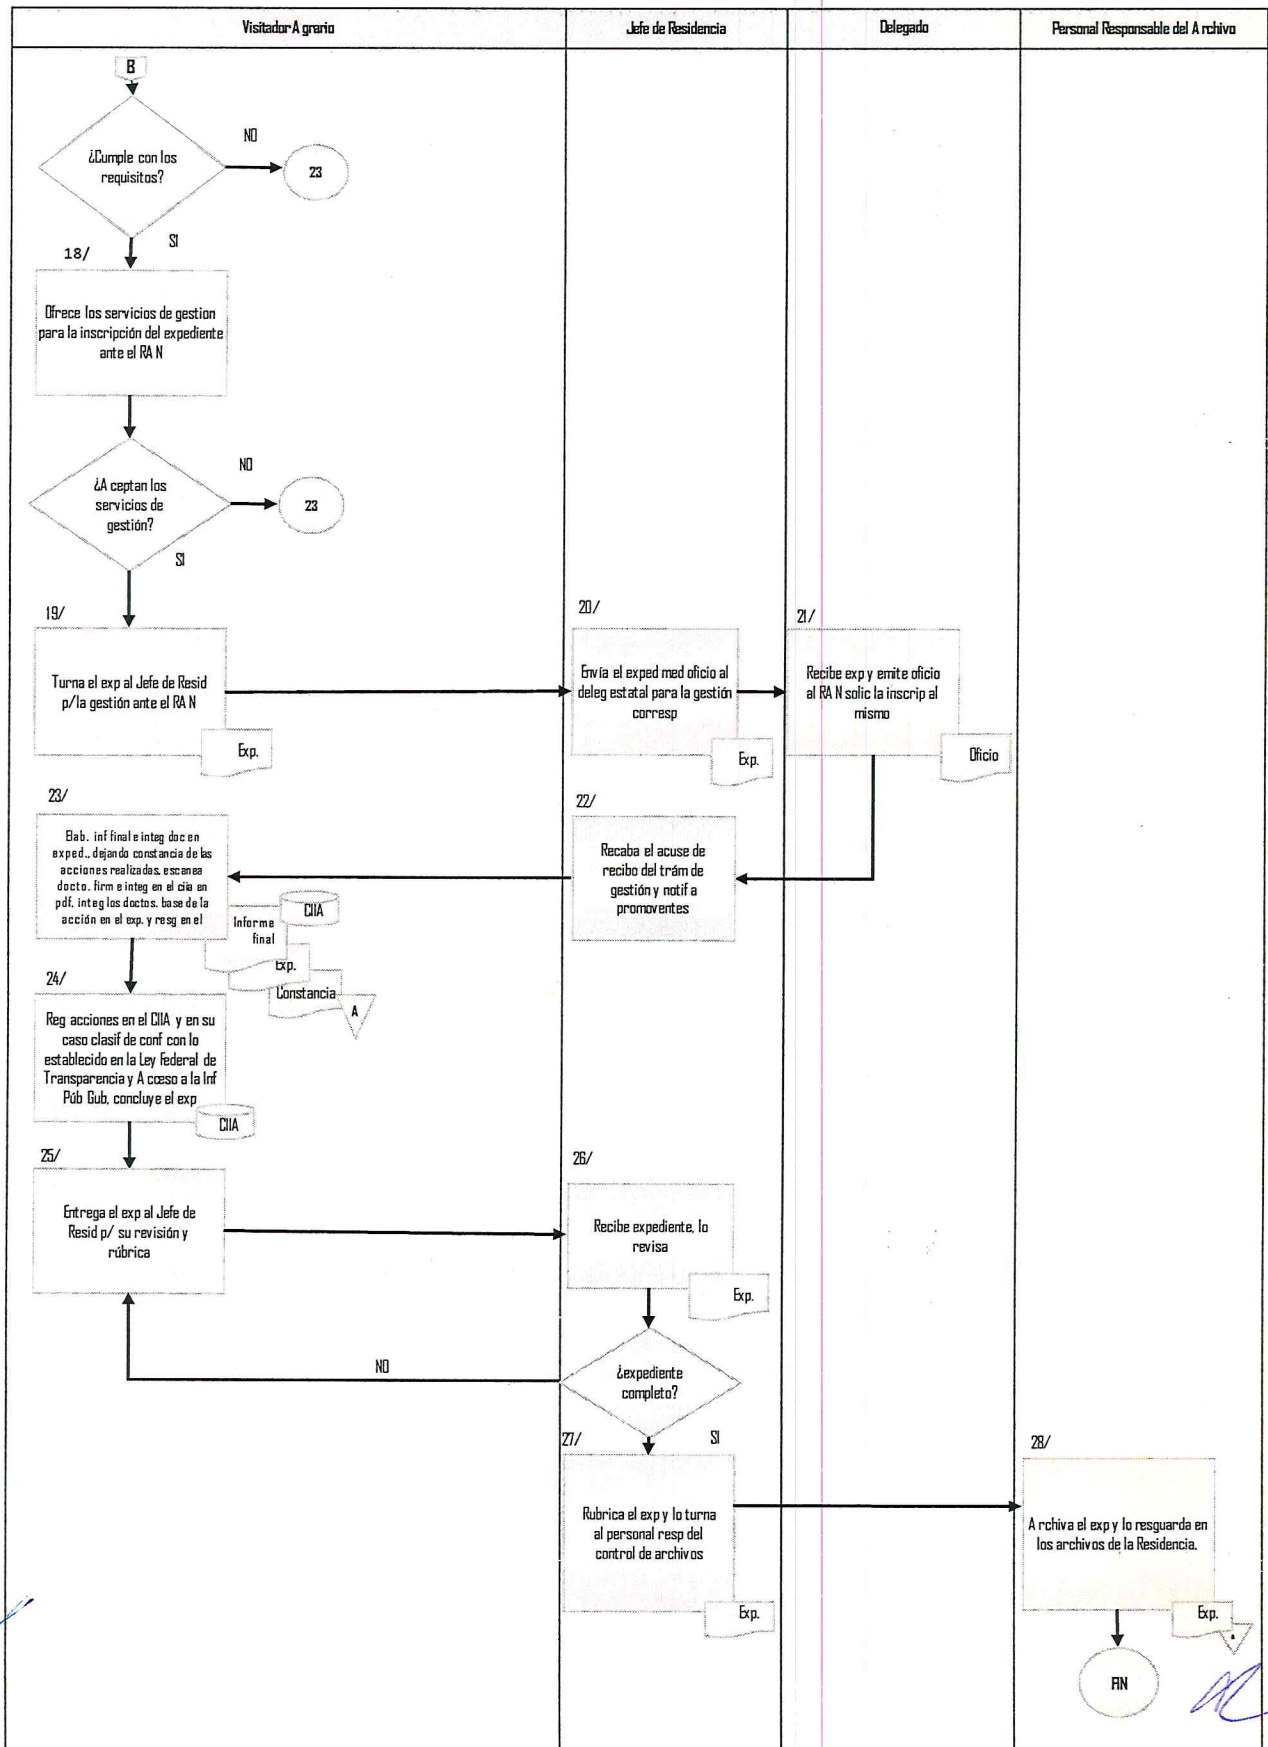 Visitador Agrario
Jefe de Residencia
Delegado
Personal Responsable del Archivo
B
¿Cumple con los
requisitos?
NO
23
SI
18/
Ofrece los servicios de gestion
para la inscripción del expediente
ante el RAN
¿Aceptan los
servicios de
gestión?
NO
23
SI
19/
Turna el exp al Jefe de Resid
p/la gestión ante el RAN
Exp.
20/
Envía el exped med oficio al
deleg estatal para la gestión
corresp
Exp.
21/
Recibe exp y emite oficio
al RAN solic la inscrip al
mismo
Oficio
22/
Recaba el acuse de
recibo del trám de
gestión y notif a
promoventes
23/
Elab. inf final e integ doc en
exped., dejando constancia de las
acciones realizadas, escanea
docto. firm e integ en el ciia en
pdf, integ los doctos. base de la
acción en el exp. y resg en el
CIIA
Informe
final
Exp.
Constancia
A
24/
Reg acciones en el CIIA y en su
caso clasif de conf con lo
establecido en la Ley Federal de
Transparencia y Acceso a la Inf
Púb Gub, concluye el exp
CIIA
25/
Entrega el exp al Jefe de
Resid p/ su revisión y
rúbrica
26/
Recibe expediente, lo
revisa
Exp.
¿expediente
completo?
NO
SI
27/
Rubrica el exp y lo turna
al personal resp del
control de archivos
Exp.
28/
Archiva el exp y lo resguarda en
los archivos de la Residencia.
Exp.
FIN